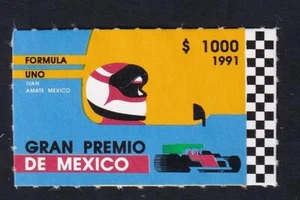 FORMULA
UNO
IVAN
AMATE MEXICO
$ 1000
1991
GRAN PREMIO
DE MEXICO